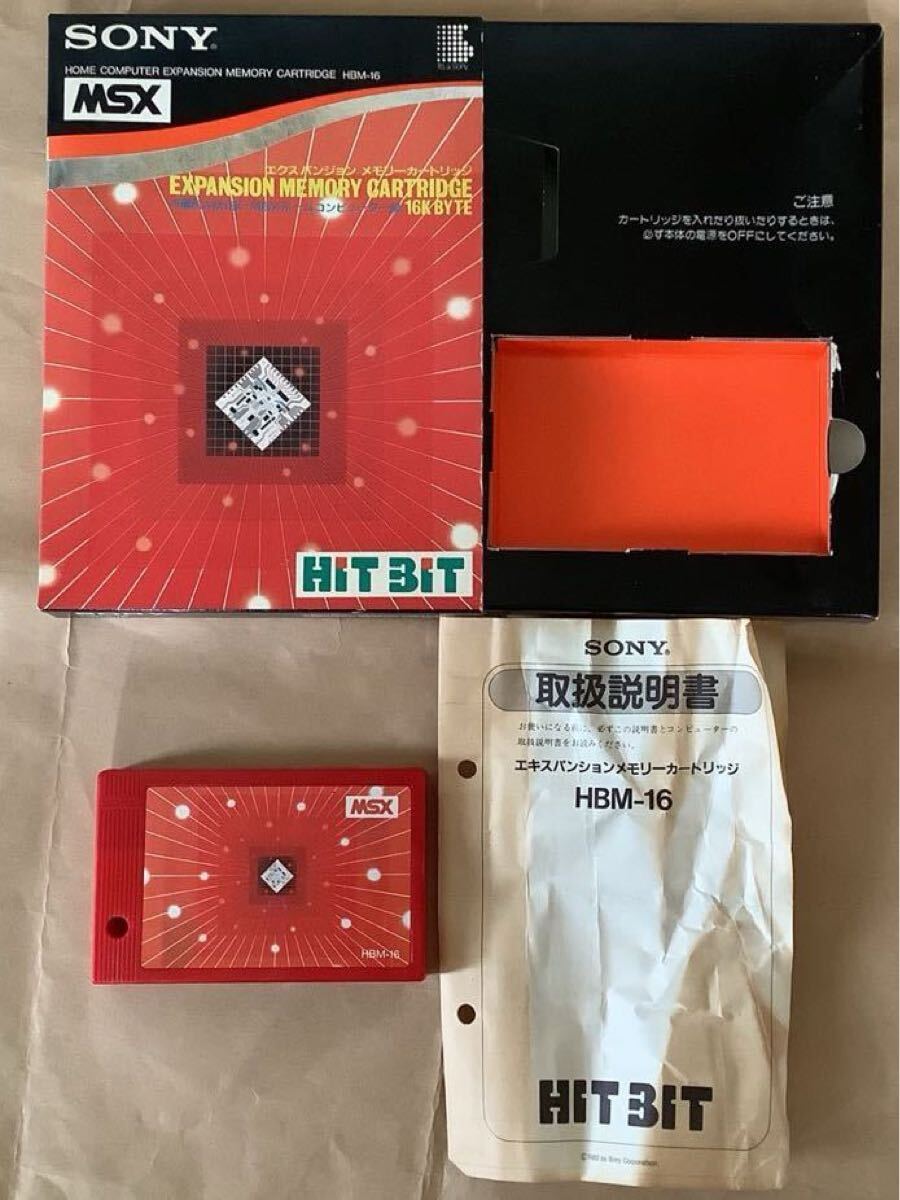 SONY®
HOME COMPUTER EXPANSION MEMORY CARTRIDGE HBM-16
MSX
エクスパンジョン メモリーカートリッジ
EXPANSION MEMORY CARTRIDGE
16K BYTE
HiT BiT
ご注意
カートリッジを入れたり抜いたりするときは、
必ず本体の電源をOFFにしてください。
MSX
HBM-16
SONY®
取扱説明書
お使いになる前に、必ずこの説明書とコンピューターの
取扱説明書をお読みください。
エキスパンションメモリーカートリッジ
HBM-16
HiT BiT
by Sony Corporation